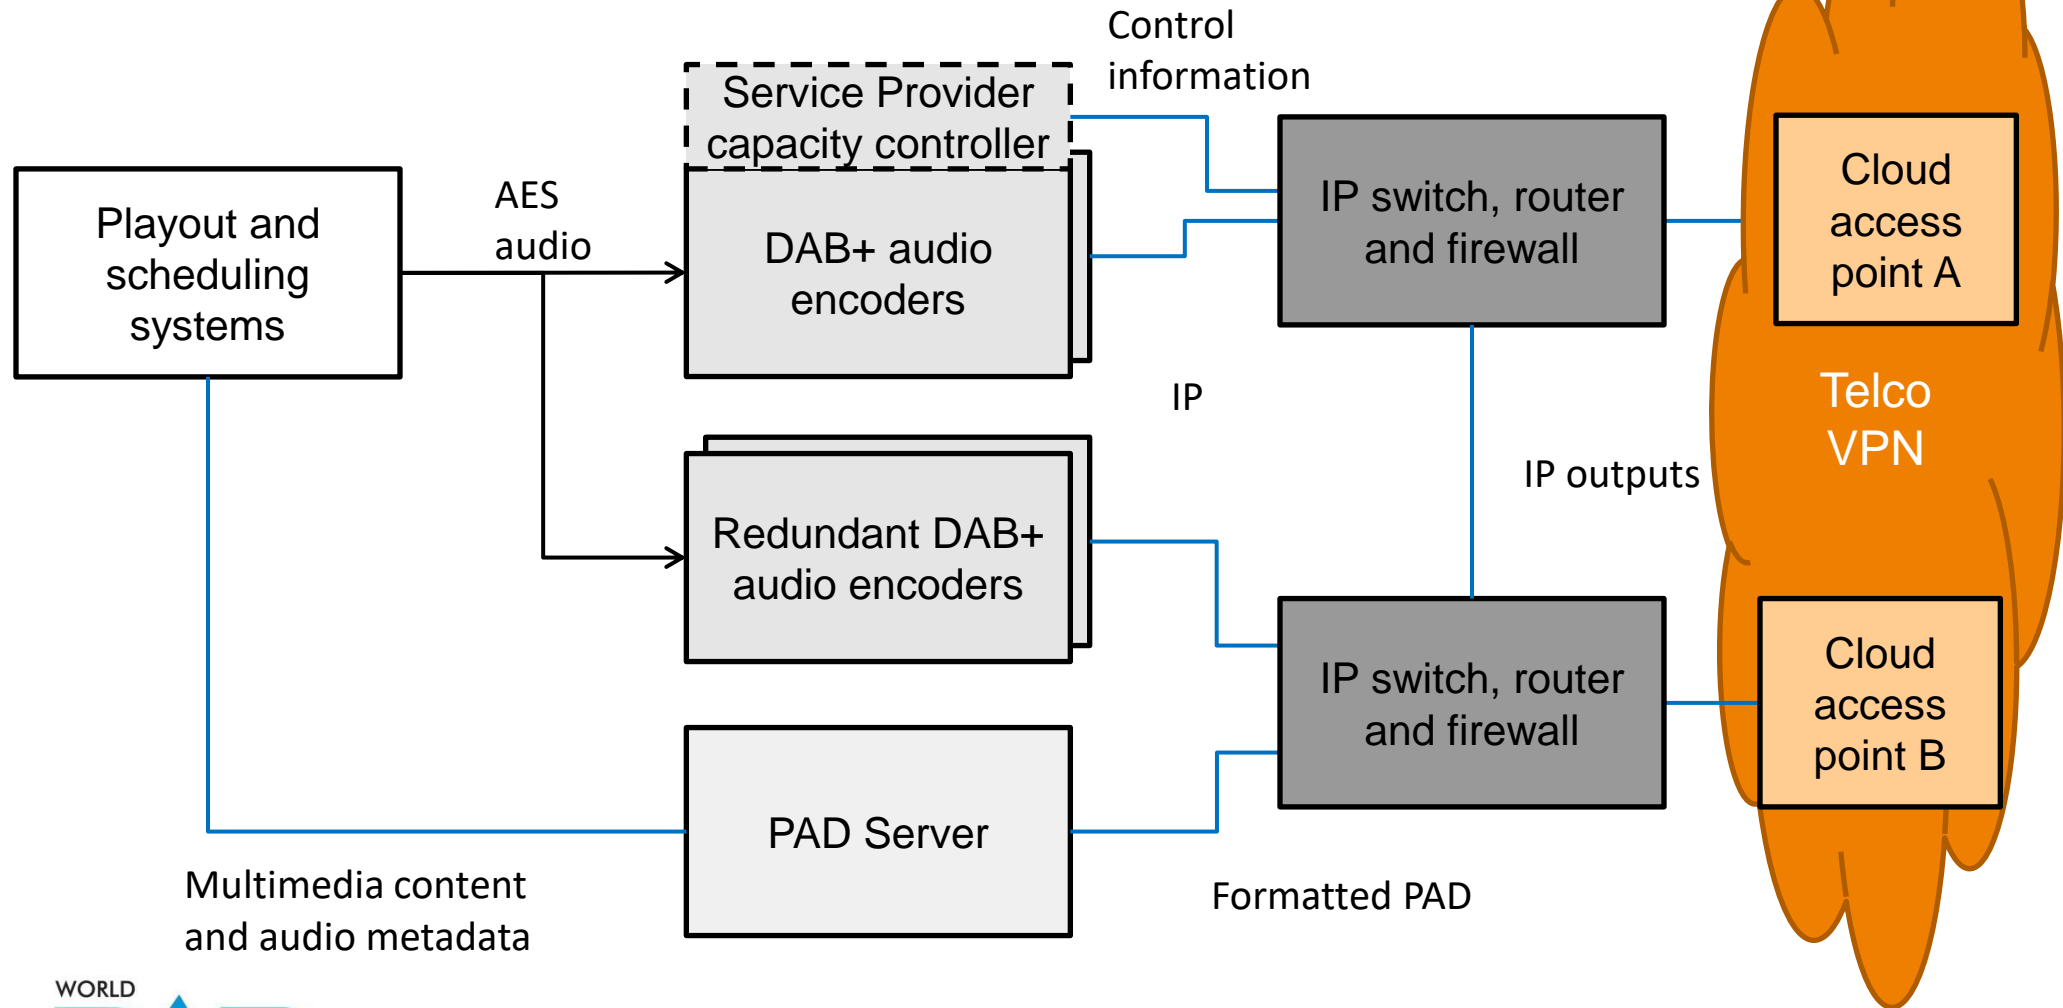 Control
information
Service Provider
capacity controller
Playout and
scheduling
systems
AES
audio
DAB+ audio
encoders
IP switch, router
and firewall
Cloud
access
point A
IP
Telco
VPN
IP outputs
Redundant DAB+
audio encoders
IP switch, router
and firewall
Cloud
access
point B
PAD Server
Multimedia content
and audio metadata
Formatted PAD
WORLD